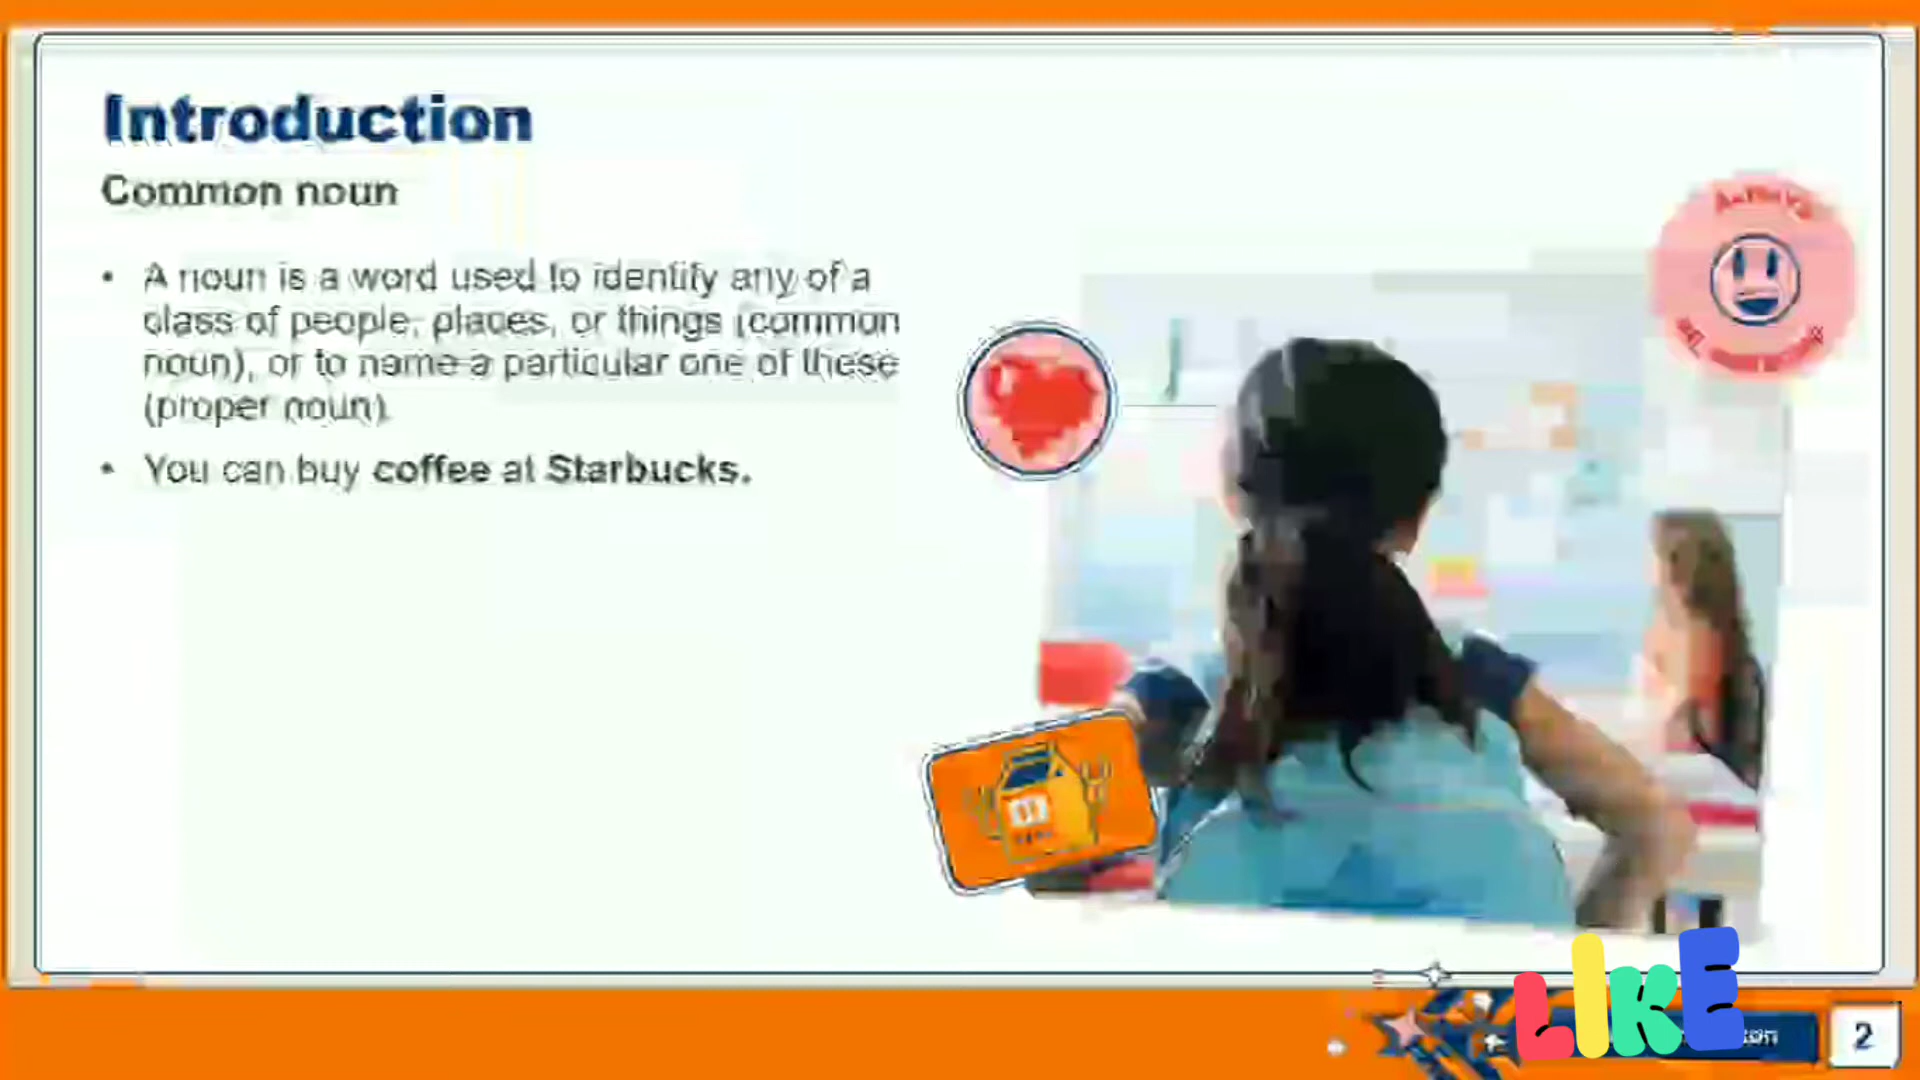 Introduction
Common noun
• A noun is a word used to identify any of a
class of people, places, or things (common
noun), or to name a particular one of these
(proper noun).
• You can buy coffee at Starbucks.
LIKE
2